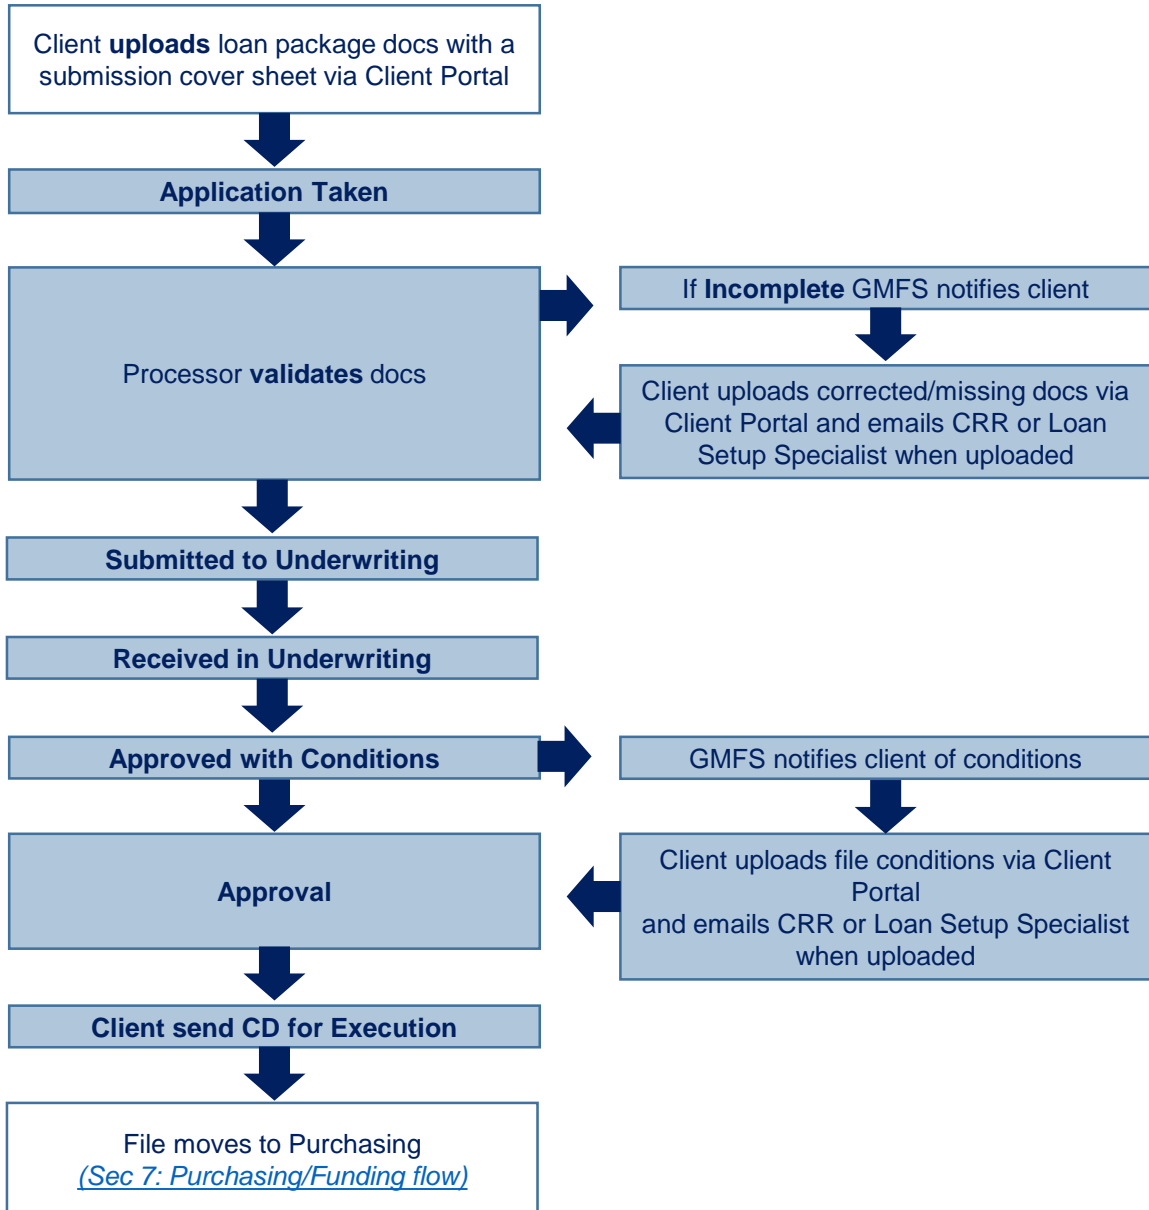 Client uploads loan package docs with a
submission cover sheet via Client Portal
Application Taken
Processor validates docs
If Incomplete GMFS notifies client
Client uploads corrected/missing docs via
Client Portal and emails CRR or Loan
Setup Specialist when uploaded
Submitted to Underwriting
Received in Underwriting
Approved with Conditions
GMFS notifies client of conditions
Approval
Client uploads file conditions via Client
Portal
and emails CRR or Loan Setup Specialist
when uploaded
Client send CD for Execution
File moves to Purchasing
(Sec 7: Purchasing/Funding flow)